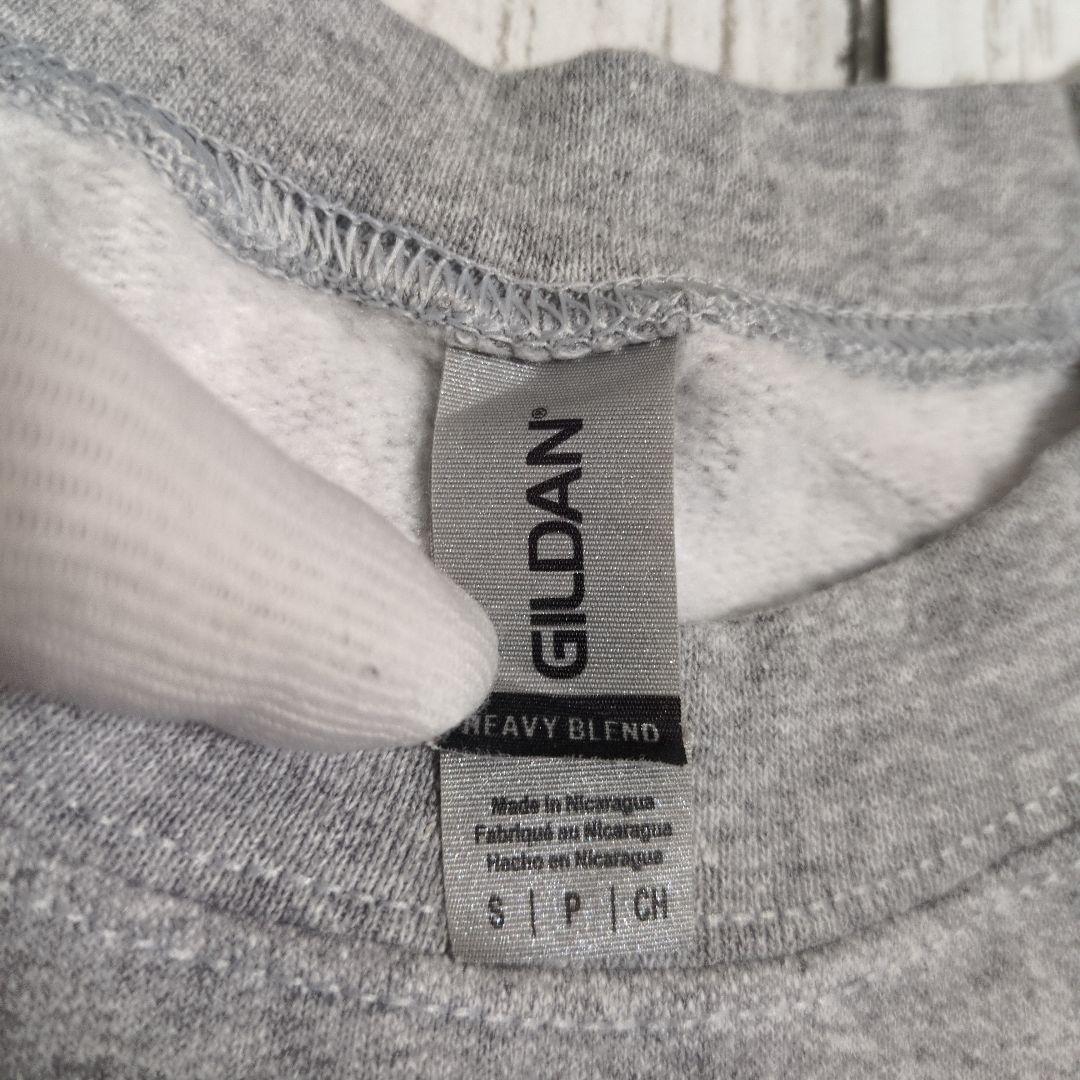 GILDAN®
HEAVY BLEND
Made in Nicaragua
Fabriqué au Nicaragua
Hecho en Nicaragua
S | P | CH